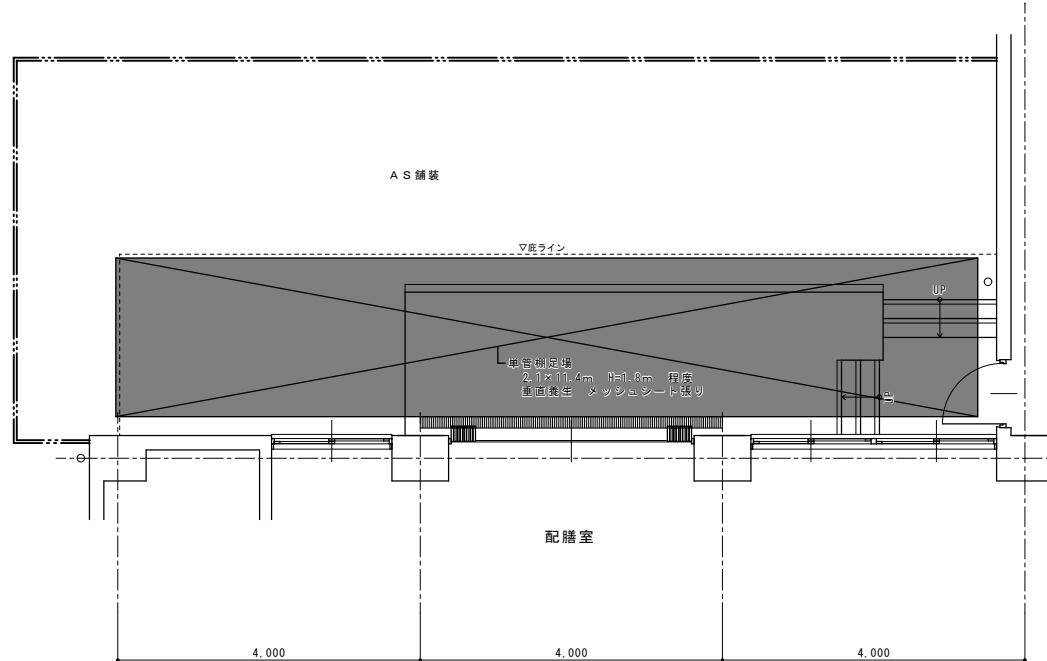 AS舗装
▽庇ライン
UP
単管棚足場
2.1×11.4m H=1.8m 程度
垂直養生 メッシュシート張り
UP
配膳室
4,000
4,000
4,000